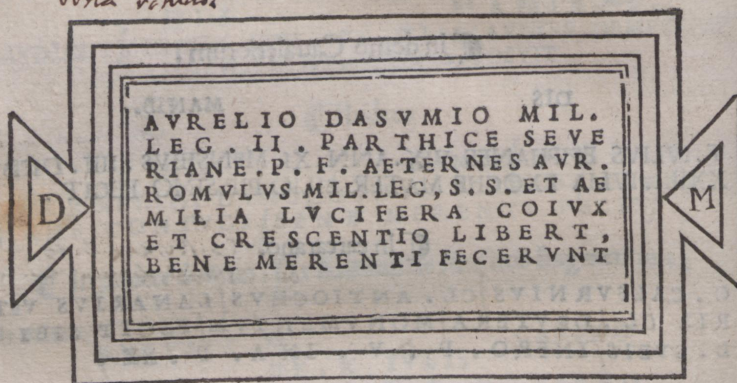 D M
AVRELIO DASVMIO MIL.
LEG. II. PARTHICE SEVE
RIANE.P.F. AETERNES AVR.
ROMVLVS MIL.LEG, S.S. ET AE
MILIA LVCIFERA COIVX
ET CRESCENTIO LIBERT,
BENE MERENTI FECERVNT